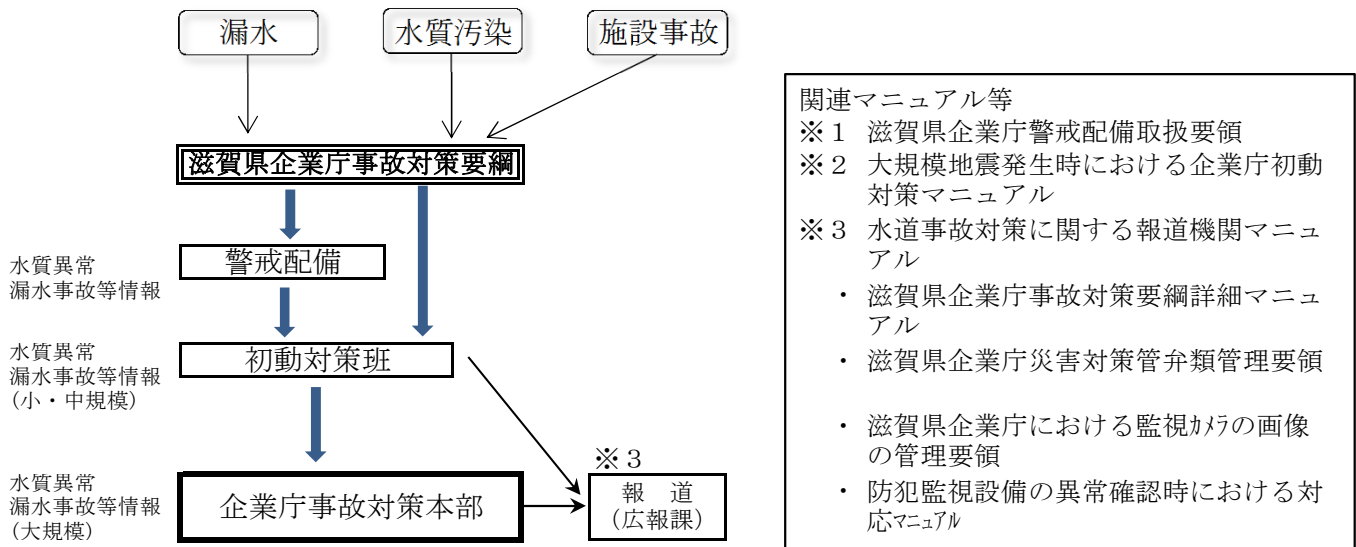 漏水
水質汚染
施設事故
滋賀県企業庁事故対策要綱
水質異常
漏水事故等情報
警戒配備
水質異常
漏水事故等情報
(小・中規模)
初動対策班
水質異常
漏水事故等情報
(大規模)
企業庁事故対策本部
※３
報　道
(広報課)
関連マニュアル等
※１　滋賀県企業庁警戒配備取扱要領
※２　大規模地震発生時における企業庁初動
対策マニュアル
※３　水道事故対策に関する報道機関マニュ
アル
・　滋賀県企業庁事故対策要綱詳細マニュ
アル
・　滋賀県企業庁災害対策管弁類管理要領
・　滋賀県企業庁における監視ｶﾒﾗの画像
の管理要領
・　防犯監視設備の異常確認時における対
応ﾏﾆｭｱﾙ